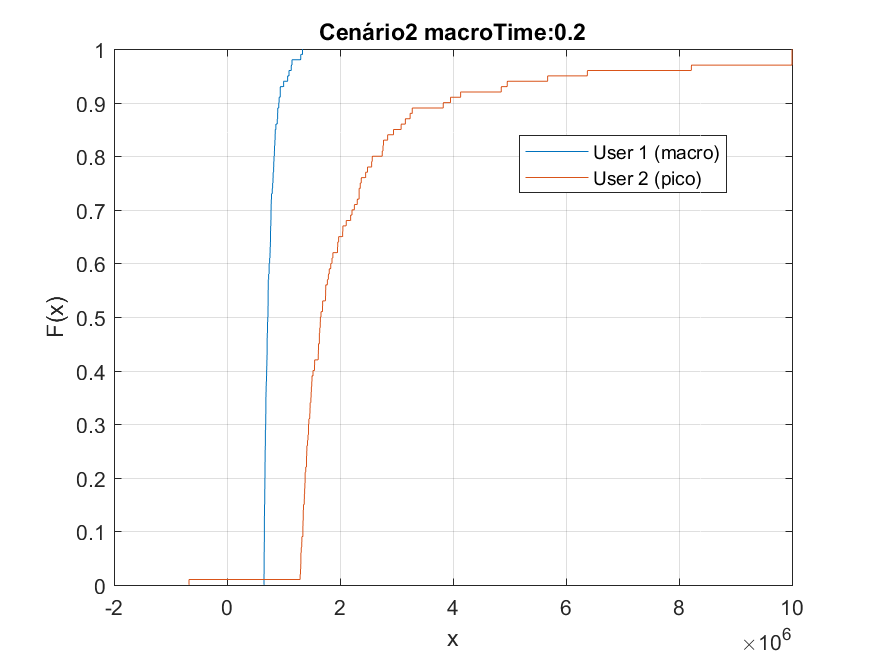 Cenário2 macroTime:0.2
1
0.9
0.8
0.7
0.6
0.5
0.4
0.3
0.2
0.1
0
F(x)
User 1 (macro)
User 2 (pico)
-2 0 2 4 6 8 10
x
×10⁶